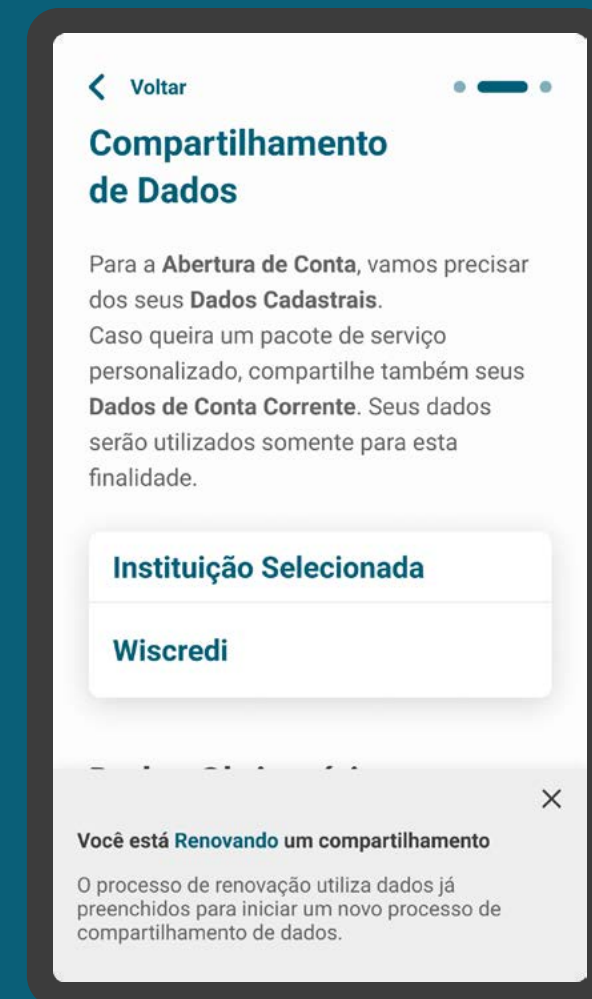 Voltar
Compartilhamento
de Dados
Para a Abertura de Conta, vamos precisar
dos seus Dados Cadastrais.
Caso queira um pacote de serviço
personalizado, compartilhe também seus
Dados de Conta Corrente. Seus dados
serão utilizados somente para esta
finalidade.
Instituição Selecionada
Wiscredi
Você está Renovando um compartilhamento
O processo de renovação utiliza dados já
preenchidos para iniciar um novo processo de
compartilhamento de dados.